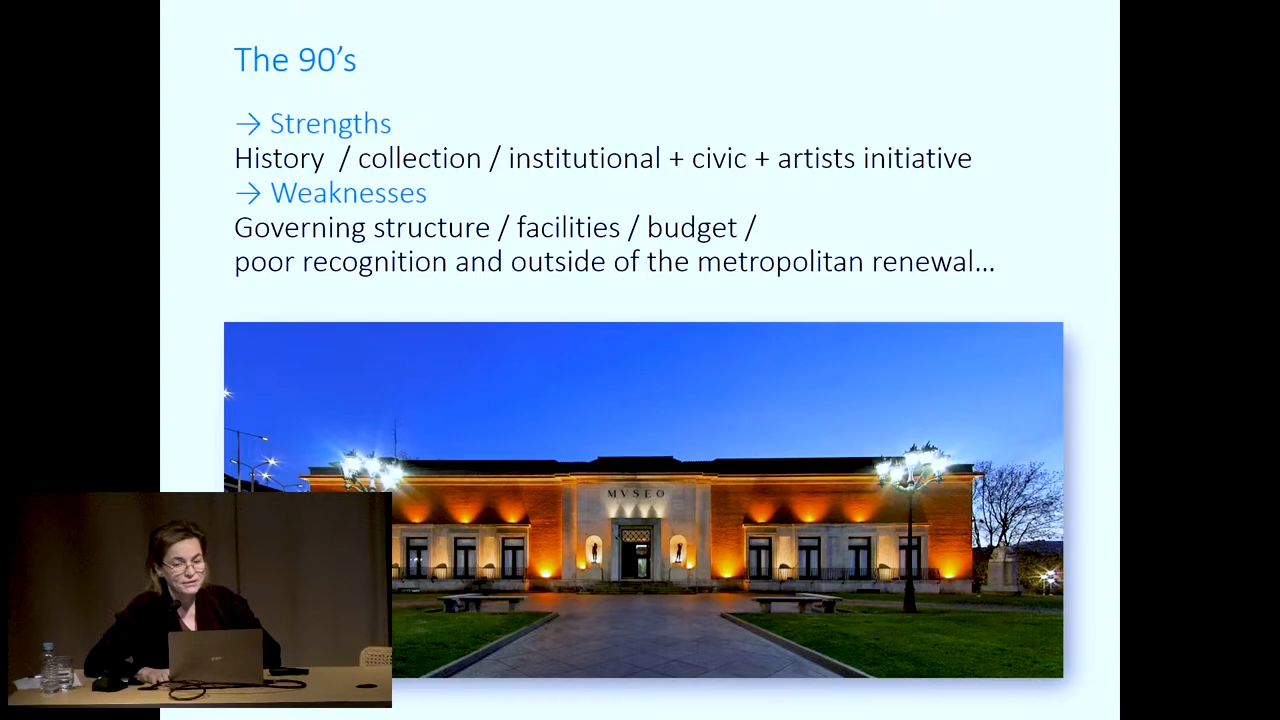 The 90’s
→ Strengths
History / collection / institutional + civic + artists initiative
→ Weaknesses
Governing structure / facilities / budget /
poor recognition and outside of the metropolitan renewal...
MVSEO